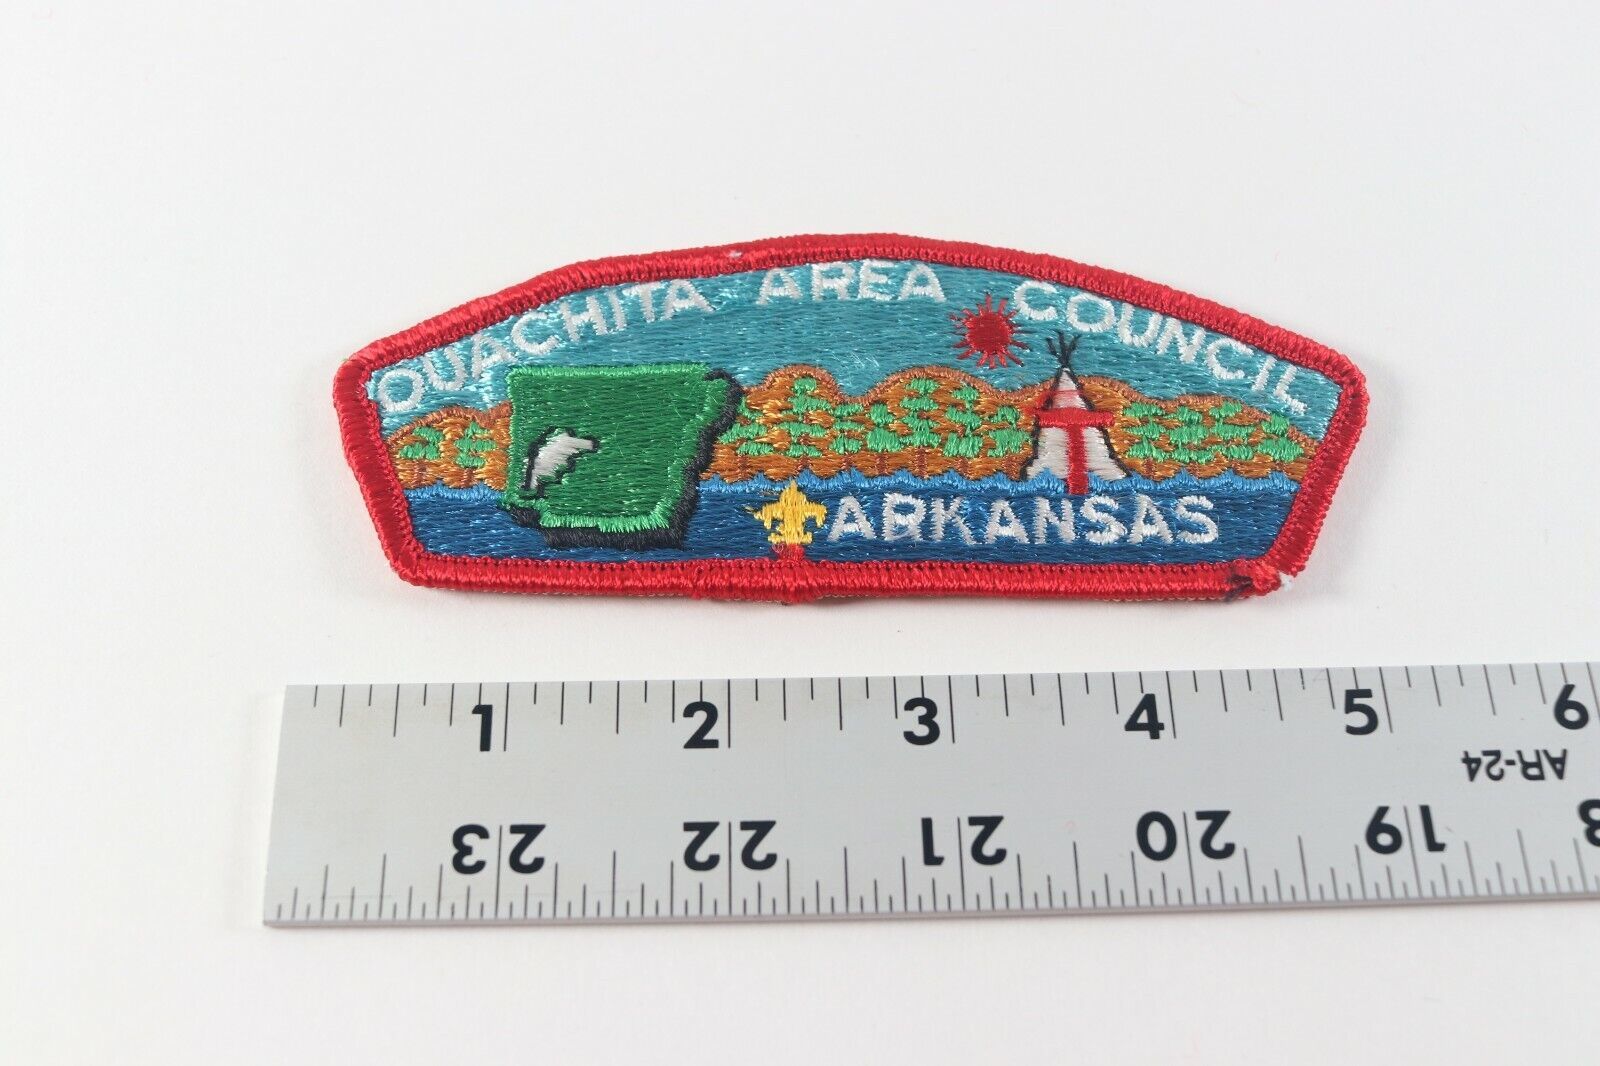 OUACHITA AREA COUNCIL
ARKANSAS
1 2 3 4 5 6
AR-24
23 22 21 20 19